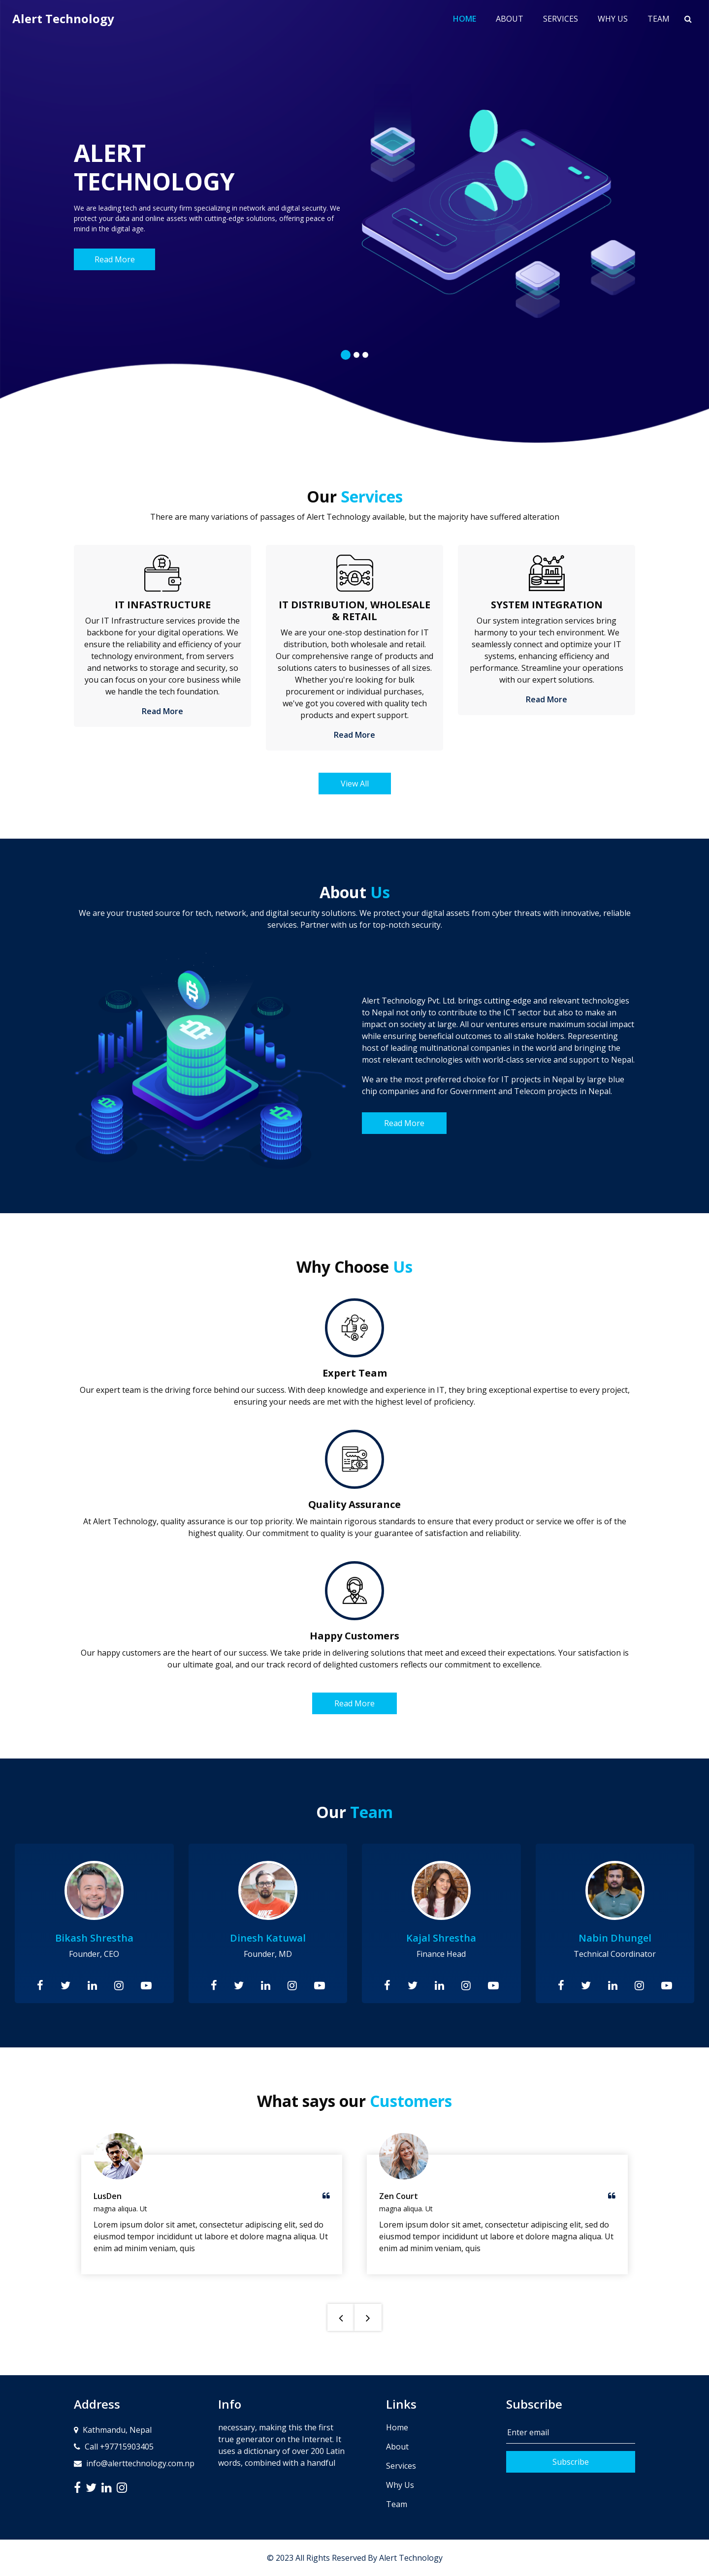 Alert Technology
HOME
ABOUT
SERVICES
WHY US
TEAM
ALERT
TECHNOLOGY
We are leading tech and security firm specializing in network and digital security. We
protect your data and online assets with cutting-edge solutions, offering peace of
mind in the digital age.
Read More
Our Services
There are many variations of passages of Alert Technology available, but the majority have suffered alteration
IT INFASTRUCTURE
Our IT Infrastructure services provide the
backbone for your digital operations. We
ensure the reliability and efficiency of your
technology environment, from servers
and networks to storage and security, so
you can focus on your core business while
we handle the tech foundation.
Read More
IT DISTRIBUTION, WHOLESALE
& RETAIL
We are your one-stop destination for IT
distribution, both wholesale and retail.
Our comprehensive range of products and
solutions caters to businesses of all sizes.
Whether you're looking for bulk
procurement or individual purchases,
we've got you covered with quality tech
products and expert support.
Read More
SYSTEM INTEGRATION
Our system integration services bring
harmony to your tech environment. We
seamlessly connect and optimize your IT
systems, enhancing efficiency and
performance. Streamline your operations
with our expert solutions.
Read More
View All
About Us
We are your trusted source for tech, network, and digital security solutions. We protect your digital assets from cyber threats with innovative, reliable
services. Partner with us for top-notch security.
Alert Technology Pvt. Ltd. brings cutting-edge and relevant technologies
to Nepal not only to contribute to the ICT sector but also to make an
impact on society at large. All our ventures ensure maximum social impact
while ensuring beneficial outcomes to all stake holders. Representing
host of leading multinational companies in the world and bringing the
most relevant technologies with world-class service and support to Nepal.
We are the most preferred choice for IT projects in Nepal by large blue
chip companies and for Government and Telecom projects in Nepal.
Read More
Why Choose Us
Expert Team
Our expert team is the driving force behind our success. With deep knowledge and experience in IT, they bring exceptional expertise to every project,
ensuring your needs are met with the highest level of proficiency.
Quality Assurance
At Alert Technology, quality assurance is our top priority. We maintain rigorous standards to ensure that every product or service we offer is of the
highest quality. Our commitment to quality is your guarantee of satisfaction and reliability.
Happy Customers
Our happy customers are the heart of our success. We take pride in delivering solutions that meet and exceed their expectations. Your satisfaction is
our ultimate goal, and our track record of delighted customers reflects our commitment to excellence.
Read More
Our Team
Bikash Shrestha
Founder, CEO
Dinesh Katuwal
Founder, MD
Kajal Shrestha
Finance Head
Nabin Dhungel
Technical Coordinator
What says our Customers
LusDen
magna aliqua. Ut
Lorem ipsum dolor sit amet, consectetur adipiscing elit, sed do
eiusmod tempor incididunt ut labore et dolore magna aliqua. Ut
enim ad minim veniam, quis
Zen Court
magna aliqua. Ut
Lorem ipsum dolor sit amet, consectetur adipiscing elit, sed do
eiusmod tempor incididunt ut labore et dolore magna aliqua. Ut
enim ad minim veniam, quis
Address
Kathmandu, Nepal
Call +97715903405
info@alerttechnology.com.np
Info
necessary, making this the first
true generator on the Internet. It
uses a dictionary of over 200 Latin
words, combined with a handful
Links
Home
About
Services
Why Us
Team
Subscribe
Enter email
Subscribe
© 2023 All Rights Reserved By Alert Technology